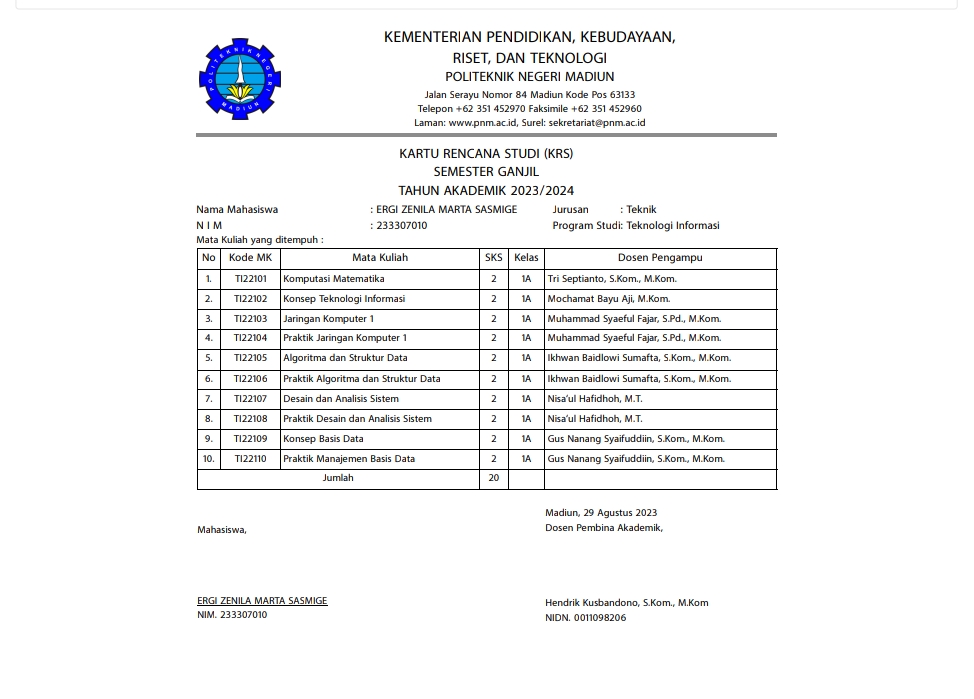 POLITEKNIK NEGERI
MADIUN
KEMENTERIAN PENDIDIKAN, KEBUDAYAAN,
RISET, DAN TEKNOLOGI
POLITEKNIK NEGERI MADIUN
Jalan Serayu Nomor 84 Madiun Kode Pos 63133
Telepon +62 351 452970 Faksimile +62 351 452960
Laman: www.pnm.ac.id, Surel: sekretariat@pnm.ac.id
KARTU RENCANA STUDI (KRS)
SEMESTER GANJIL
TAHUN AKADEMIK 2023/2024
Nama Mahasiswa : ERGI ZENILA MARTA SASMIGE Jurusan : Teknik
N I M : 233307010 Program Studi: Teknologi Informasi
Mata Kuliah yang ditempuh :
No Kode MK Mata Kuliah SKS Kelas Dosen Pengampu
1. TI22101 Komputasi Matematika 2 1A Tri Septianto, S.Kom., M.Kom.
2. TI22102 Konsep Teknologi Informasi 2 1A Mochamat Bayu Aji, M.Kom.
3. TI22103 Jaringan Komputer 1 2 1A Muhammad Syaeful Fajar, S.Pd., M.Kom.
4. TI22104 Praktik Jaringan Komputer 1 2 1A Muhammad Syaeful Fajar, S.Pd., M.Kom.
5. TI22105 Algoritma dan Struktur Data 2 1A Ikhwan Baidlowi Sumafta, S.Kom., M.Kom.
6. TI22106 Praktik Algoritma dan Struktur Data 2 1A Ikhwan Baidlowi Sumafta, S.Kom., M.Kom.
7. TI22107 Desain dan Analisis Sistem 2 1A Nisa'ul Hafidhoh, M.T.
8. TI22108 Praktik Desain dan Analisis Sistem 2 1A Nisa'ul Hafidhoh, M.T.
9. TI22109 Konsep Basis Data 2 1A Gus Nanang Syaifuddiin, S.Kom., M.Kom.
10. TI22110 Praktik Manajemen Basis Data 2 1A Gus Nanang Syaifuddiin, S.Kom., M.Kom.
Jumlah 20
Madiun, 29 Agustus 2023
Mahasiswa, Dosen Pembina Akademik,
ERGI ZENILA MARTA SASMIGE Hendrik Kusbandono, S.Kom., M.Kom
NIM. 233307010 NIDN. 0011098206